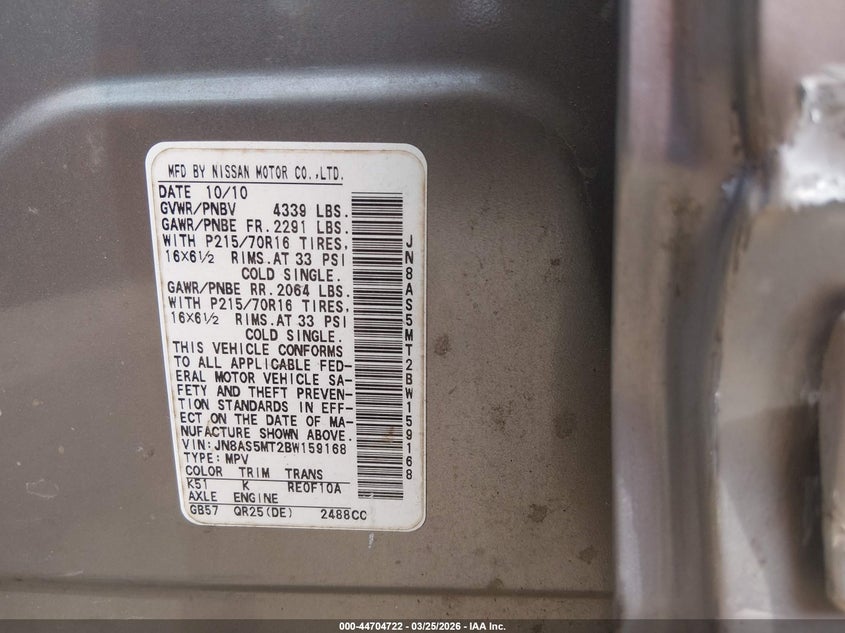 MFD BY NISSAN MOTOR CO.,LTD.
DATE 10/10
GVWR/PNBV 4339 LBS.
GAWR/PNBE FR.2291 LBS.
WITH P215/70R16 TIRES,
16X6½ RIMS.AT 33 PSI
COLD SINGLE.
GAWR/PNBE RR.2064 LBS.
WITH P215/70R16 TIRES,
16X6½ RIMS.AT 33 PSI
COLD SINGLE.
THIS VEHICLE CONFORMS
TO ALL APPLICABLE FED-
ERAL MOTOR VEHICLE SA-
FETY AND THEFT PREVEN-
TION STANDARDS IN EFF-
ECT ON THE DATE OF MA-
NUFACTURE SHOWN ABOVE.
VIN:JN8AS5MT2BW159168
TYPE:MPV
COLOR TRIM TRANS
K51 K RE0F10A
AXLE ENGINE
GB57 QR25(DE) 2488CC
JN8AS5MT2BW159168
000-44704722 — 03/25/2026 — IAA Inc.